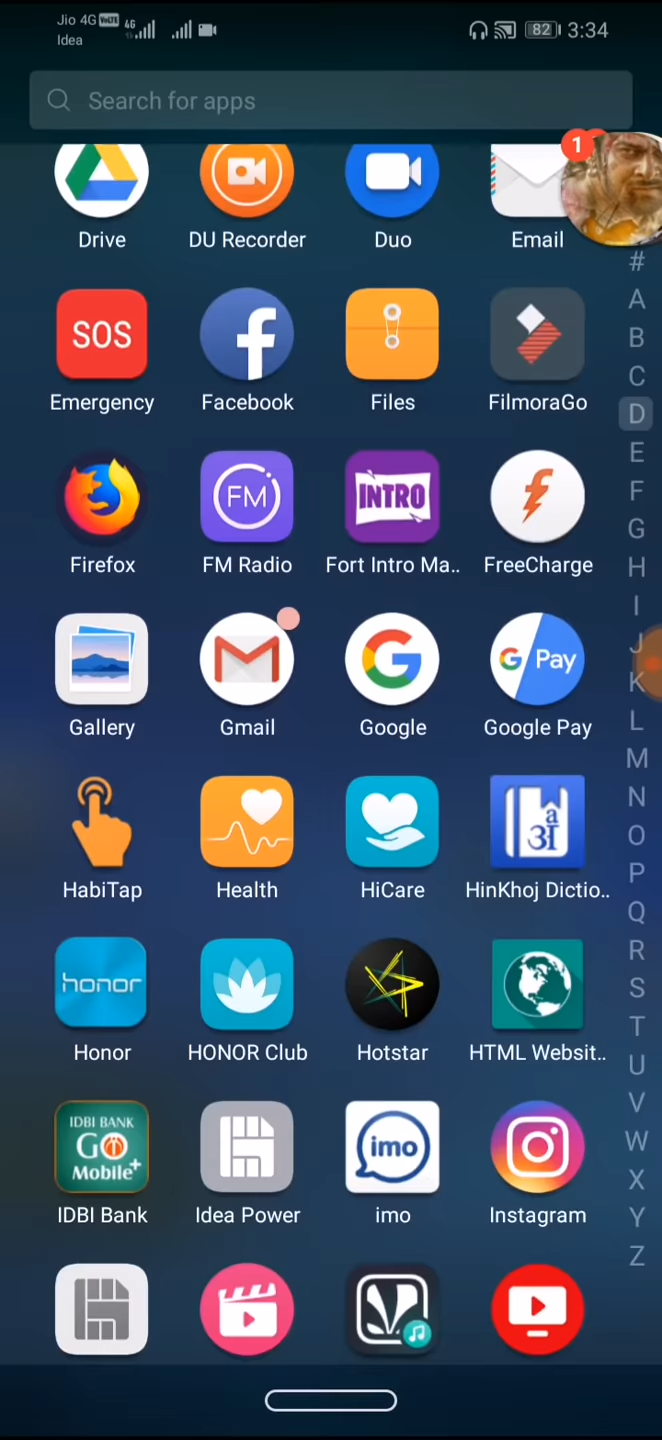 Jio 4G VoLTE 4G
Idea
82 3:34
Search for apps
1
Drive DU Recorder Duo Email
#
A
B
C
D
E
F
G
H
I
J
K
L
M
N
O
P
Q
R
S
T
U
V
W
X
Y
Z
SOS
Emergency Facebook Files FilmoraGo
FM INTRO
Firefox FM Radio Fort Intro Ma.. FreeCharge
G Pay
Gallery Gmail Google Google Pay
a
अ
HabiTap Health HiCare HinKhoj Dictio..
honor
Honor HONOR Club Hotstar HTML Websit..
IDBI BANK
GO
Mobile+
imo
IDBI Bank Idea Power imo Instagram